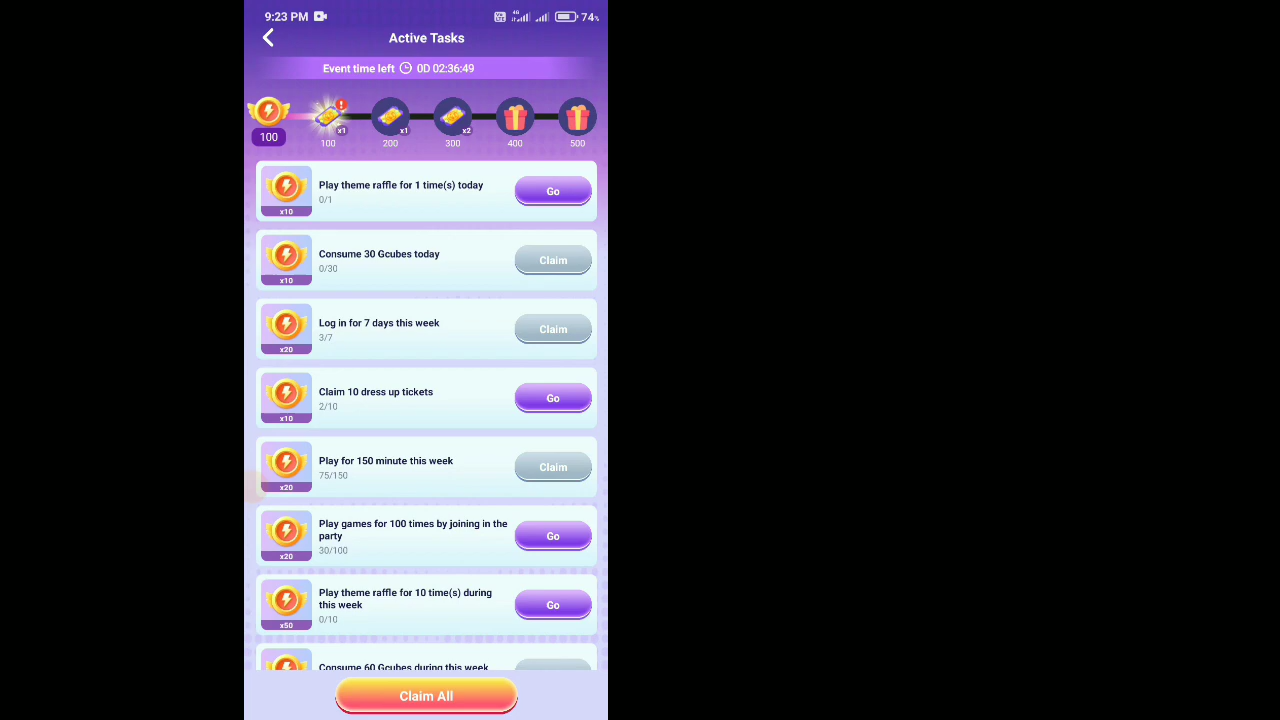 9:23 PM
4G
74%
Active Tasks
Event time left 0D 02:36:49
100
x1
x1
x2
100 200 300 400 500
Play theme raffle for 1 time(s) today
0/1
x10
Go
Consume 30 Gcubes today
0/30
x10
Claim
Log in for 7 days this week
3/7
x20
Claim
Claim 10 dress up tickets
2/10
x10
Go
Play for 150 minute this week
75/150
x20
Claim
Play games for 100 times by joining in the
party
30/100
x20
Go
Play theme raffle for 10 time(s) during
this week
0/10
x50
Go
Consume 60 Gcubes during this week
Claim All